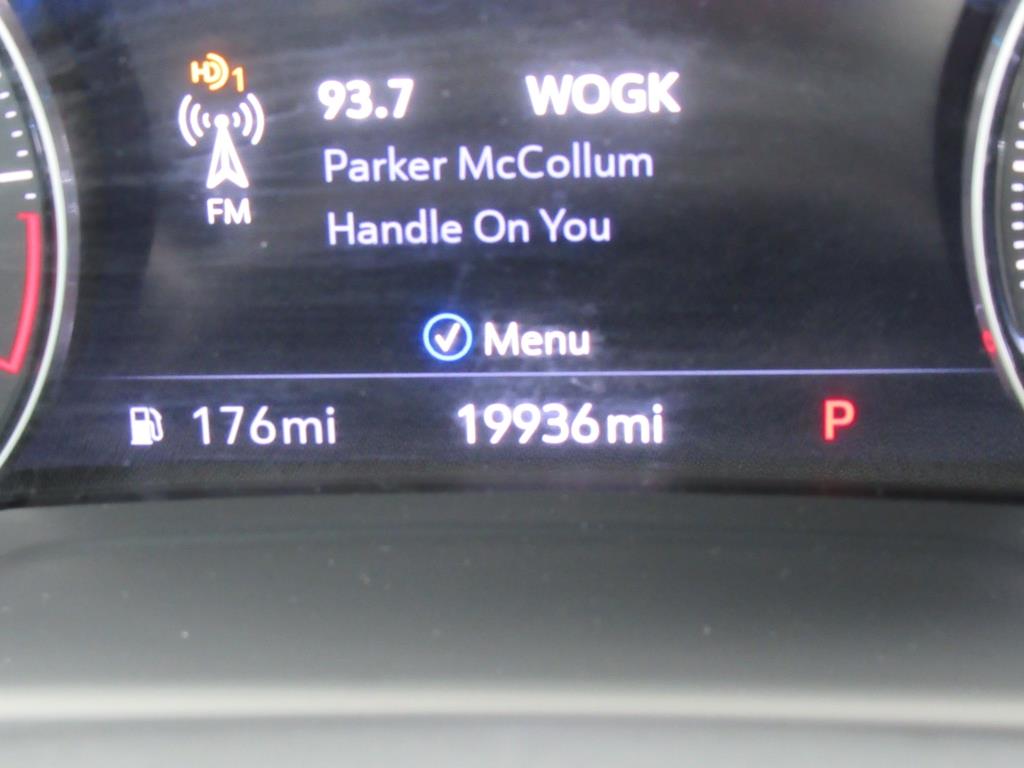 HD1
93.7 WOGK
Parker McCollum
FM
Handle On You
Menu
176mi 19936mi P